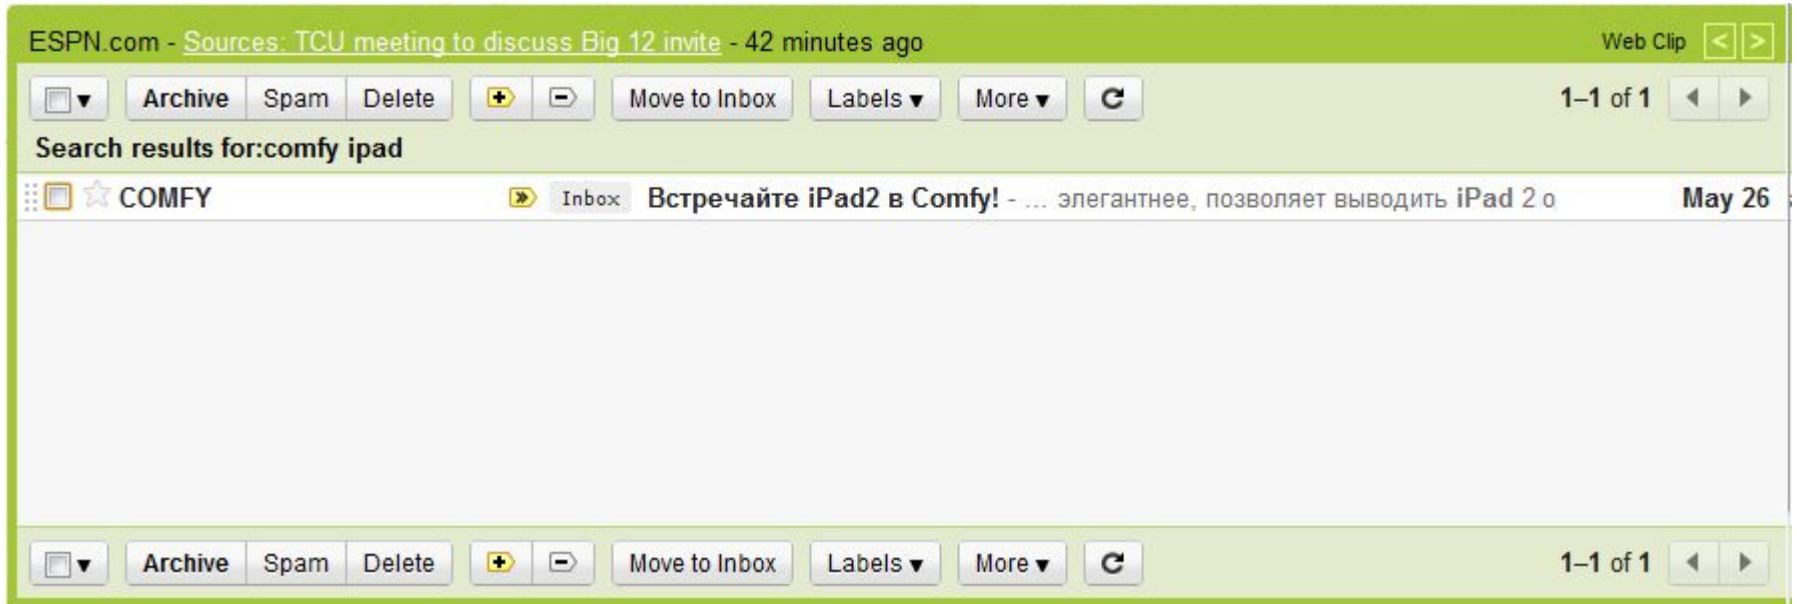 ESPN.com - Sources: TCU meeting to discuss Big 12 invite - 42 minutes ago Web Clip < >
Archive Spam Delete Move to Inbox Labels More 1–1 of 1
Search results for:comfy ipad
COMFY Inbox Встречайте iPad2 в Comfy! - ... элегантнее, позволяет выводить iPad 2 о May 26
Archive Spam Delete Move to Inbox Labels More 1–1 of 1